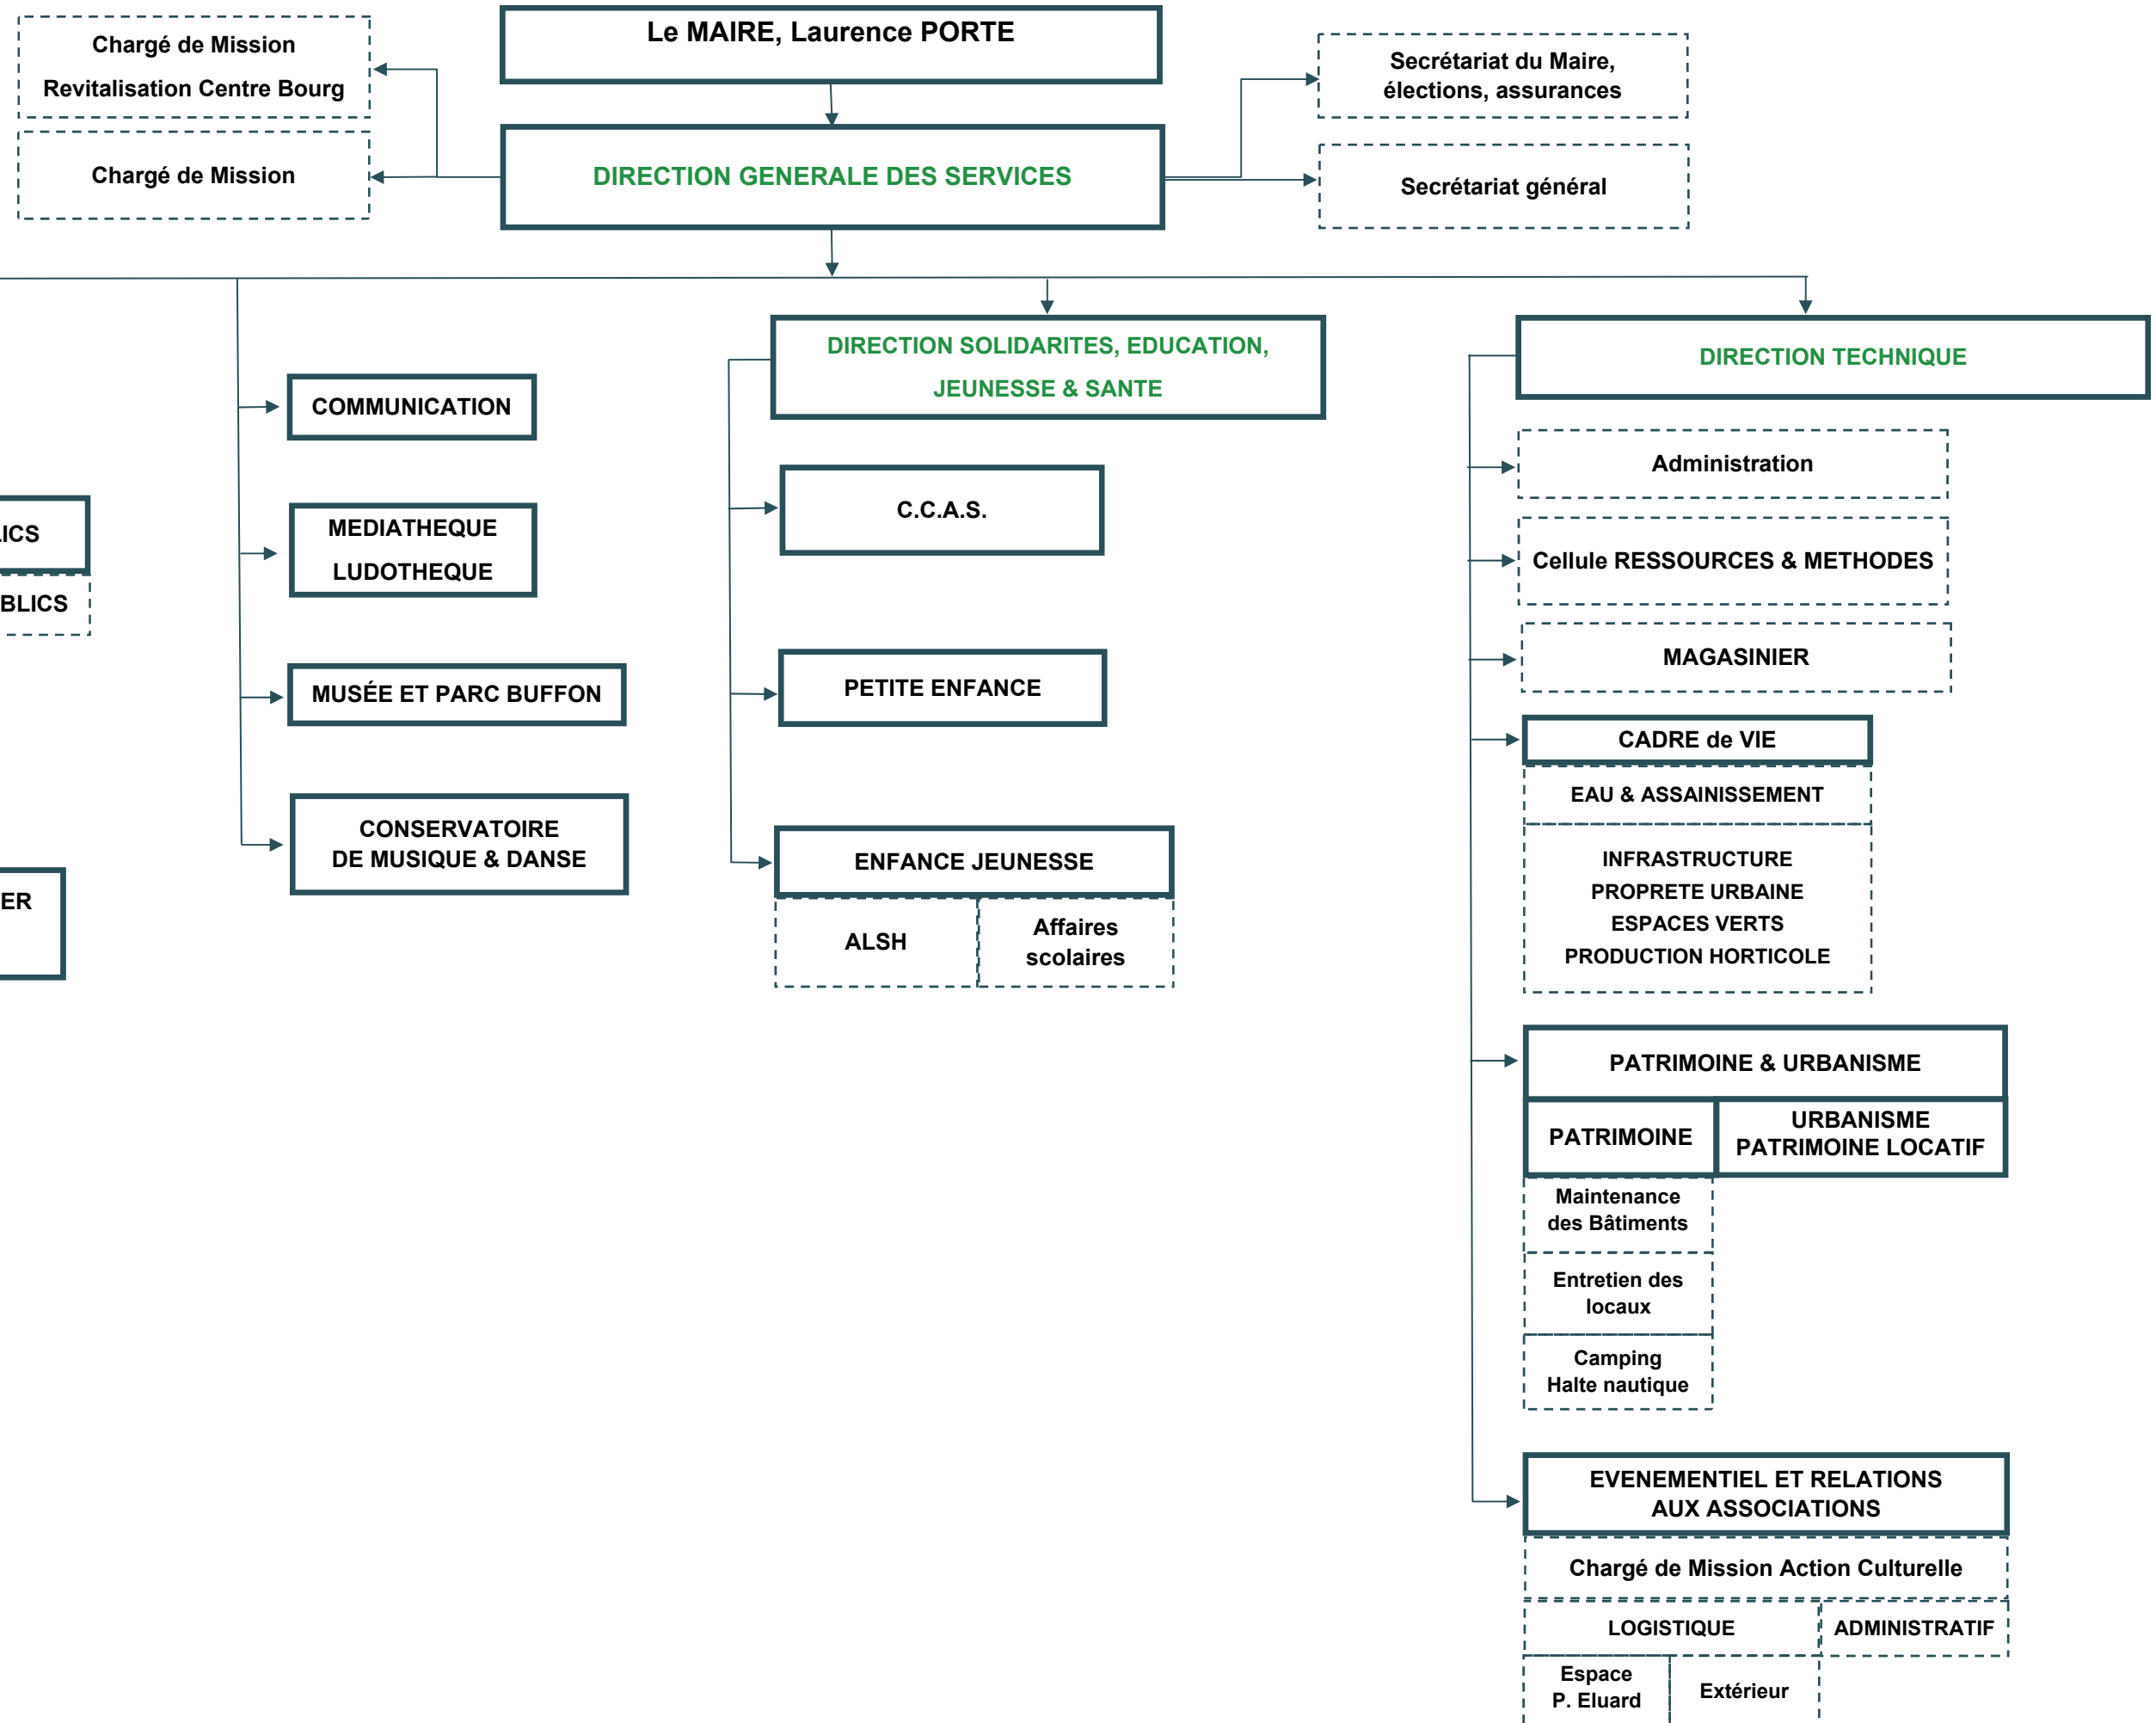 Le MAIRE, Laurence PORTE
Chargé de Mission
Revitalisation Centre Bourg
Secrétariat du Maire,
élections, assurances
Chargé de Mission
DIRECTION GENERALE DES SERVICES
Secrétariat général
LICS
BLICS
ER
COMMUNICATION
MEDIATHEQUE
LUDOTHEQUE
MUSÉE ET PARC BUFFON
CONSERVATOIRE
DE MUSIQUE & DANSE
DIRECTION SOLIDARITES, EDUCATION,
JEUNESSE & SANTE
C.C.A.S.
PETITE ENFANCE
ENFANCE JEUNESSE
ALSH
Affaires
scolaires
DIRECTION TECHNIQUE
Administration
Cellule RESSOURCES & METHODES
MAGASINIER
CADRE de VIE
EAU & ASSAINISSEMENT
INFRASTRUCTURE
PROPRETE URBAINE
ESPACES VERTS
PRODUCTION HORTICOLE
PATRIMOINE & URBANISME
PATRIMOINE
URBANISME
PATRIMOINE LOCATIF
Maintenance
des Bâtiments
Entretien des
locaux
Camping
Halte nautique
EVENEMENTIEL ET RELATIONS
AUX ASSOCIATIONS
Chargé de Mission Action Culturelle
LOGISTIQUE
ADMINISTRATIF
Espace
P. Eluard
Extérieur